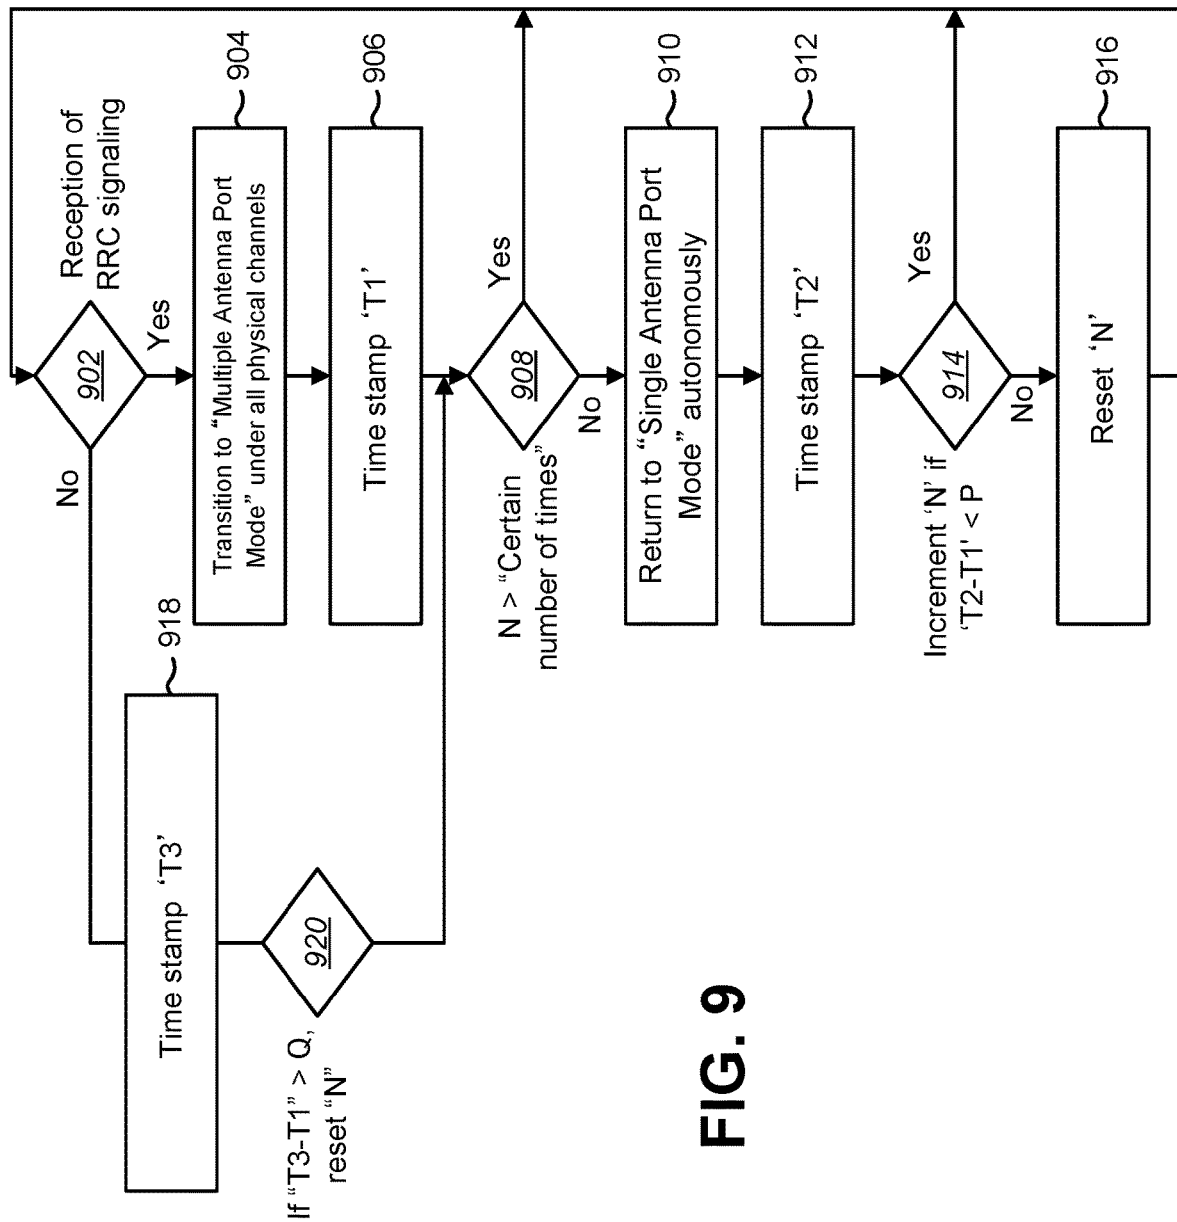 Reception of
RRC signaling
902
Yes
No
Transition to “Multiple Antenna Port
Mode” under all physical channels
904
Time stamp ‘T1’
906
908
Yes
No
N > “Certain
number of times”
Return to “Single Antenna Port
Mode” autonomously
910
Time stamp ‘T2’
912
914
Yes
No
Increment ‘N’ if
‘T2-T1' < P
Reset ‘N’
916
Time stamp ‘T3’
918
920
If “T3-T1” > Q,
reset “N”
FIG. 9